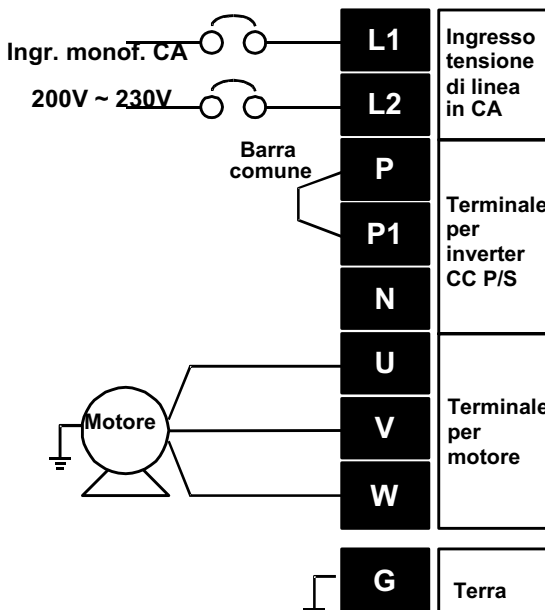 Ingr. monof. CA
200V ~ 230V
L1
L2
Ingresso
tensione
di linea
in CA
Barra
comune
P
P1
N
Terminale
per
inverter
CC P/S
Motore
U
V
W
Terminale
per
motore
G
Terra